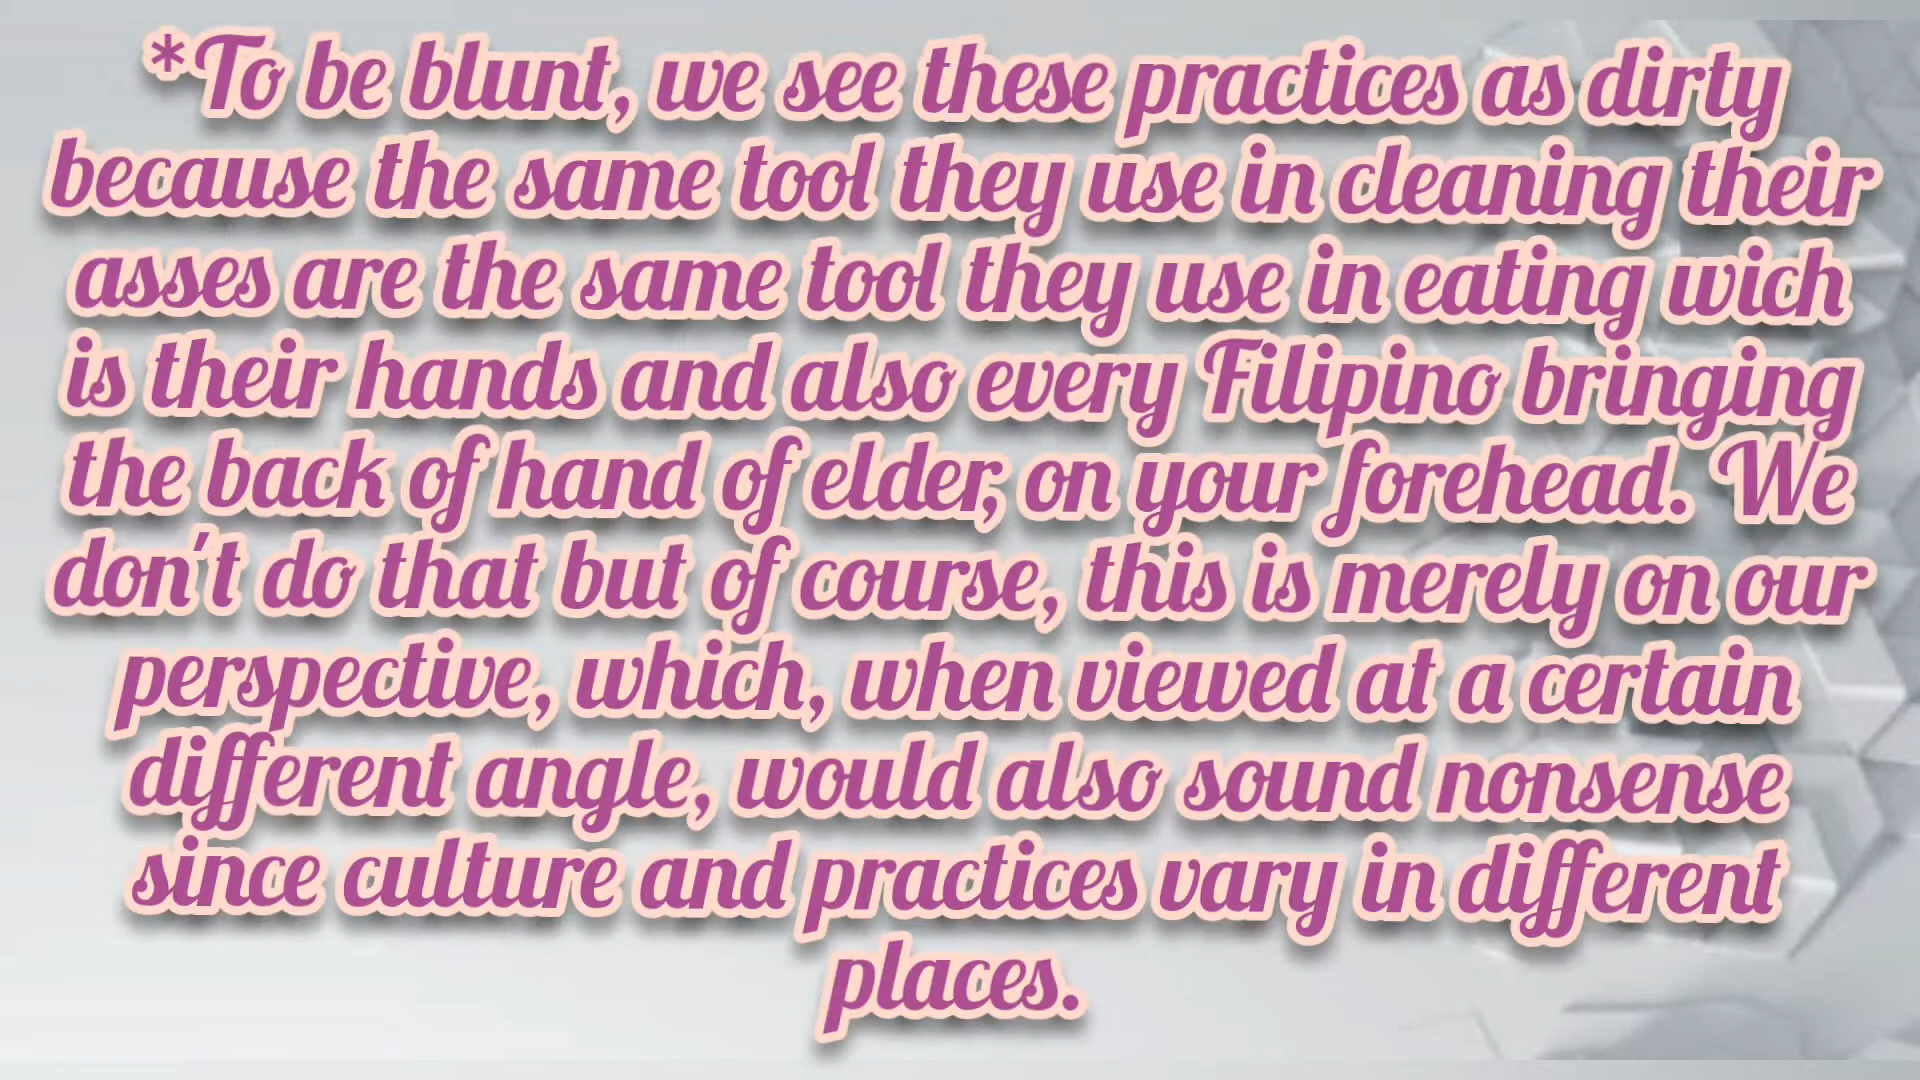 *To be blunt, we see these practices as dirty
because the same tool they use in cleaning their
asses are the same tool they use in eating wich
is their hands and also every Filipino bringing
the back of hand of elder, on your forehead. We
don't do that but of course, this is merely on our
perspective, which, when viewed at a certain
different angle, would also sound nonsense
since culture and practices vary in different
places.